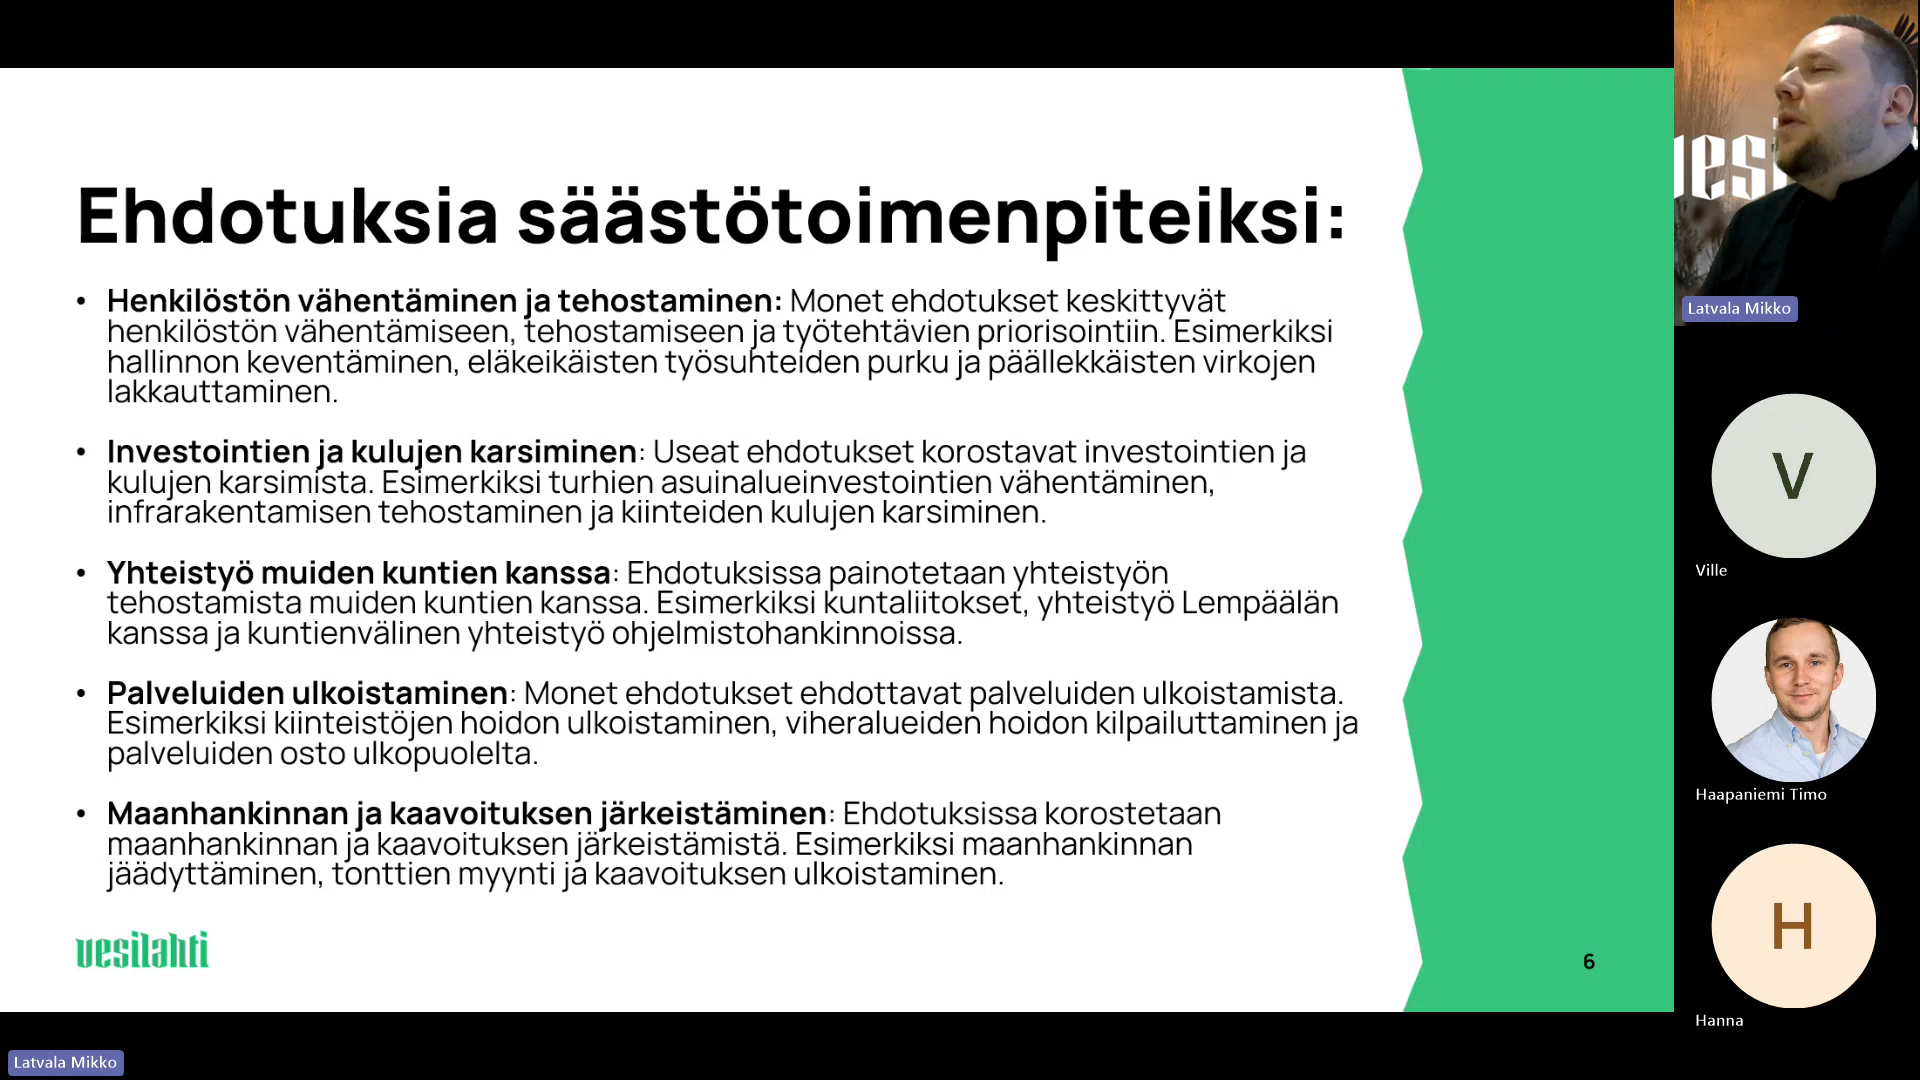 Ehdotuksia säästötoimenpiteiksi:
• Henkilöstön vähentäminen ja tehostaminen: Monet ehdotukset keskittyvät
henkilöstön vähentämiseen, tehostamiseen ja työtehtävien priorisointiin. Esimerkiksi
hallinnon keventäminen, eläkeikäisten työsuhteiden purku ja päällekkäisten virkojen
lakkauttaminen.
• Investointien ja kulujen karsiminen: Useat ehdotukset korostavat investointien ja
kulujen karsimista. Esimerkiksi turhien asuinalueinvestointien vähentäminen,
infrarakentamisen tehostaminen ja kiinteiden kulujen karsiminen.
• Yhteistyö muiden kuntien kanssa: Ehdotuksissa painotetaan yhteistyön
tehostamista muiden kuntien kanssa. Esimerkiksi kuntaliitokset, yhteistyö Lempäälän
kanssa ja kuntienvälinen yhteistyö ohjelmistohankinnoissa.
• Palveluiden ulkoistaminen: Monet ehdotukset ehdottavat palveluiden ulkoistamista.
Esimerkiksi kiinteistöjen hoidon ulkoistaminen, viheralueiden hoidon kilpailuttaminen ja
palveluiden osto ulkopuolelta.
• Maanhankinnan ja kaavoituksen järkeistäminen: Ehdotuksissa korostetaan
maanhankinnan ja kaavoituksen järkeistämistä. Esimerkiksi maanhankinnan
jäädyttäminen, tonttien myynti ja kaavoituksen ulkoistaminen.
vesilahti
6
Latvala Mikko
vesi
Latvala Mikko
V
Ville
Haapaniemi Timo
H
Hanna